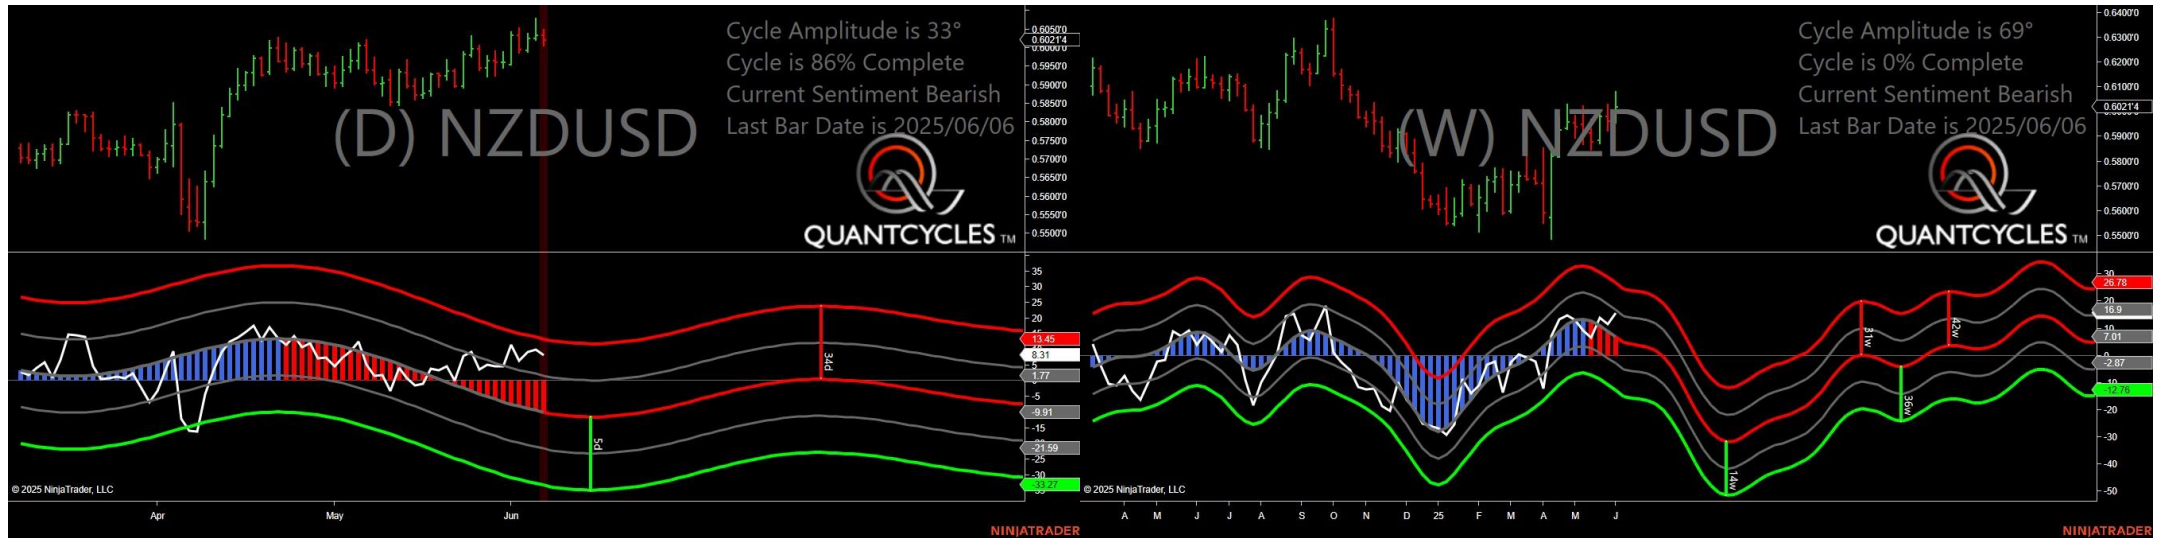 Cycle Amplitude is 33°
Cycle is 86% Complete
Current Sentiment Bearish
Last Bar Date is 2025/06/06
(D) NZDUSD
QUANTCYCLES TM
0.6050'0
0.6021'4
0.6000'0
0.5950'0
0.5900'0
0.5850'0
0.5800'0
0.5750'0
0.5700'0
0.5650'0
0.5600'0
0.5550'0
0.5500'0
35
30
25
20
13.45
8.31
5
1.77
-5
-9.91
-15
-21.59
-25
-30
-33.27
34d
5d
© 2025 NinjaTrader, LLC
Apr May Jun
NINJATRADER
Cycle Amplitude is 69°
Cycle is 0% Complete
Current Sentiment Bearish
Last Bar Date is 2025/06/06
(W) NZDUSD
QUANTCYCLES TM
0.6400'0
0.6300'0
0.6200'0
0.6100'0
0.6021'4
0.5900'0
0.5800'0
0.5700'0
0.5600'0
0.5500'0
30
26.78
20
16.9
10
7.01
0
-2.87
-10
-12.76
-20
-30
-40
-50
31w
42w
36w
14w
© 2025 NinjaTrader, LLC
A M J J A S O N D 25 F M A M J
NINJATRADER